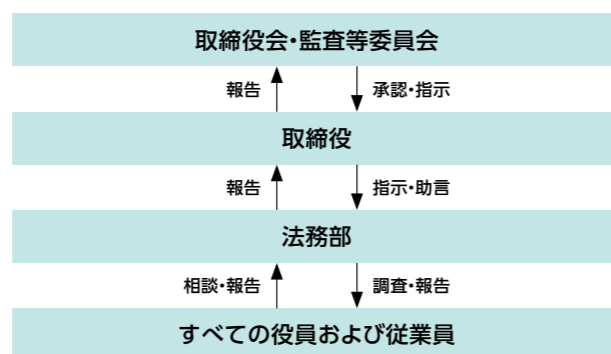 取締役会・監査等委員会
報告 承認・指示
取締役
報告 指示・助言
法務部
相談・報告 調査・報告
すべての役員および従業員